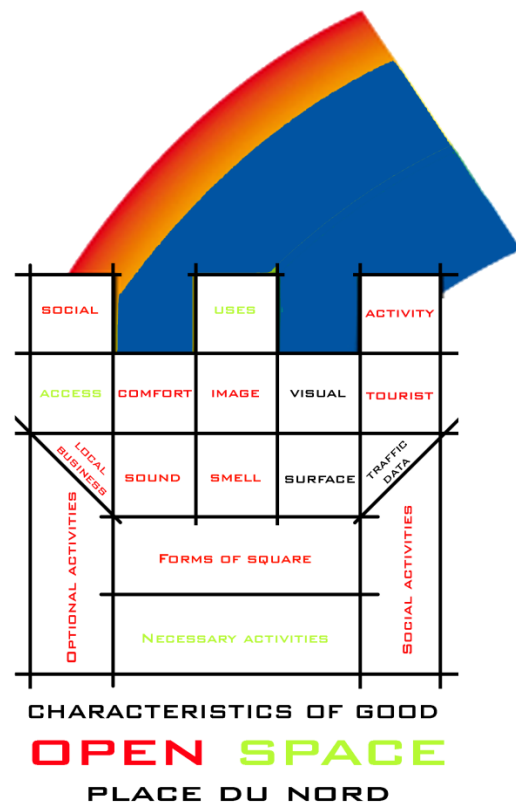 SOCIAL
USES
ACTIVITY
ACCESS
COMFORT
IMAGE
VISUAL
TOURIST
LOCAL
BUSINESS
SOUND
SMELL
SURFACE
TRAFFIC
DATA
OPTIONAL ACTIVITIES
FORMS OF SQUARE
SOCIAL ACTIVITIES
NECESSARY ACTIVITIES
CHARACTERISTICS OF GOOD
OPEN SPACE
PLACE DU NORD